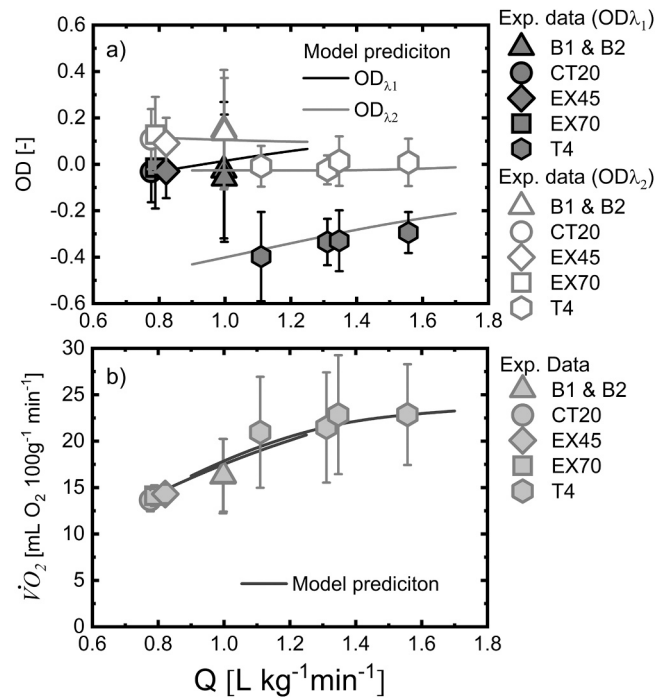 a)
Model prediciton
ODλ1
ODλ2
OD [-]
0.6
0.4
0.2
0.0
-0.2
-0.4
-0.6
0.6 0.8 1.0 1.2 1.4 1.6 1.8
Exp. data (ODλ1)
B1 & B2
CT20
EX45
EX70
T4
Exp. data (ODλ2)
B1 & B2
CT20
EX45
EX70
T4
b)
V̇O2 [mL O2 100g-1 min-1]
30
25
20
15
10
5
0
Model prediciton
0.6 0.8 1.0 1.2 1.4 1.6 1.8
Q [L kg-1min-1]
Exp. Data
B1 & B2
CT20
EX45
EX70
T4